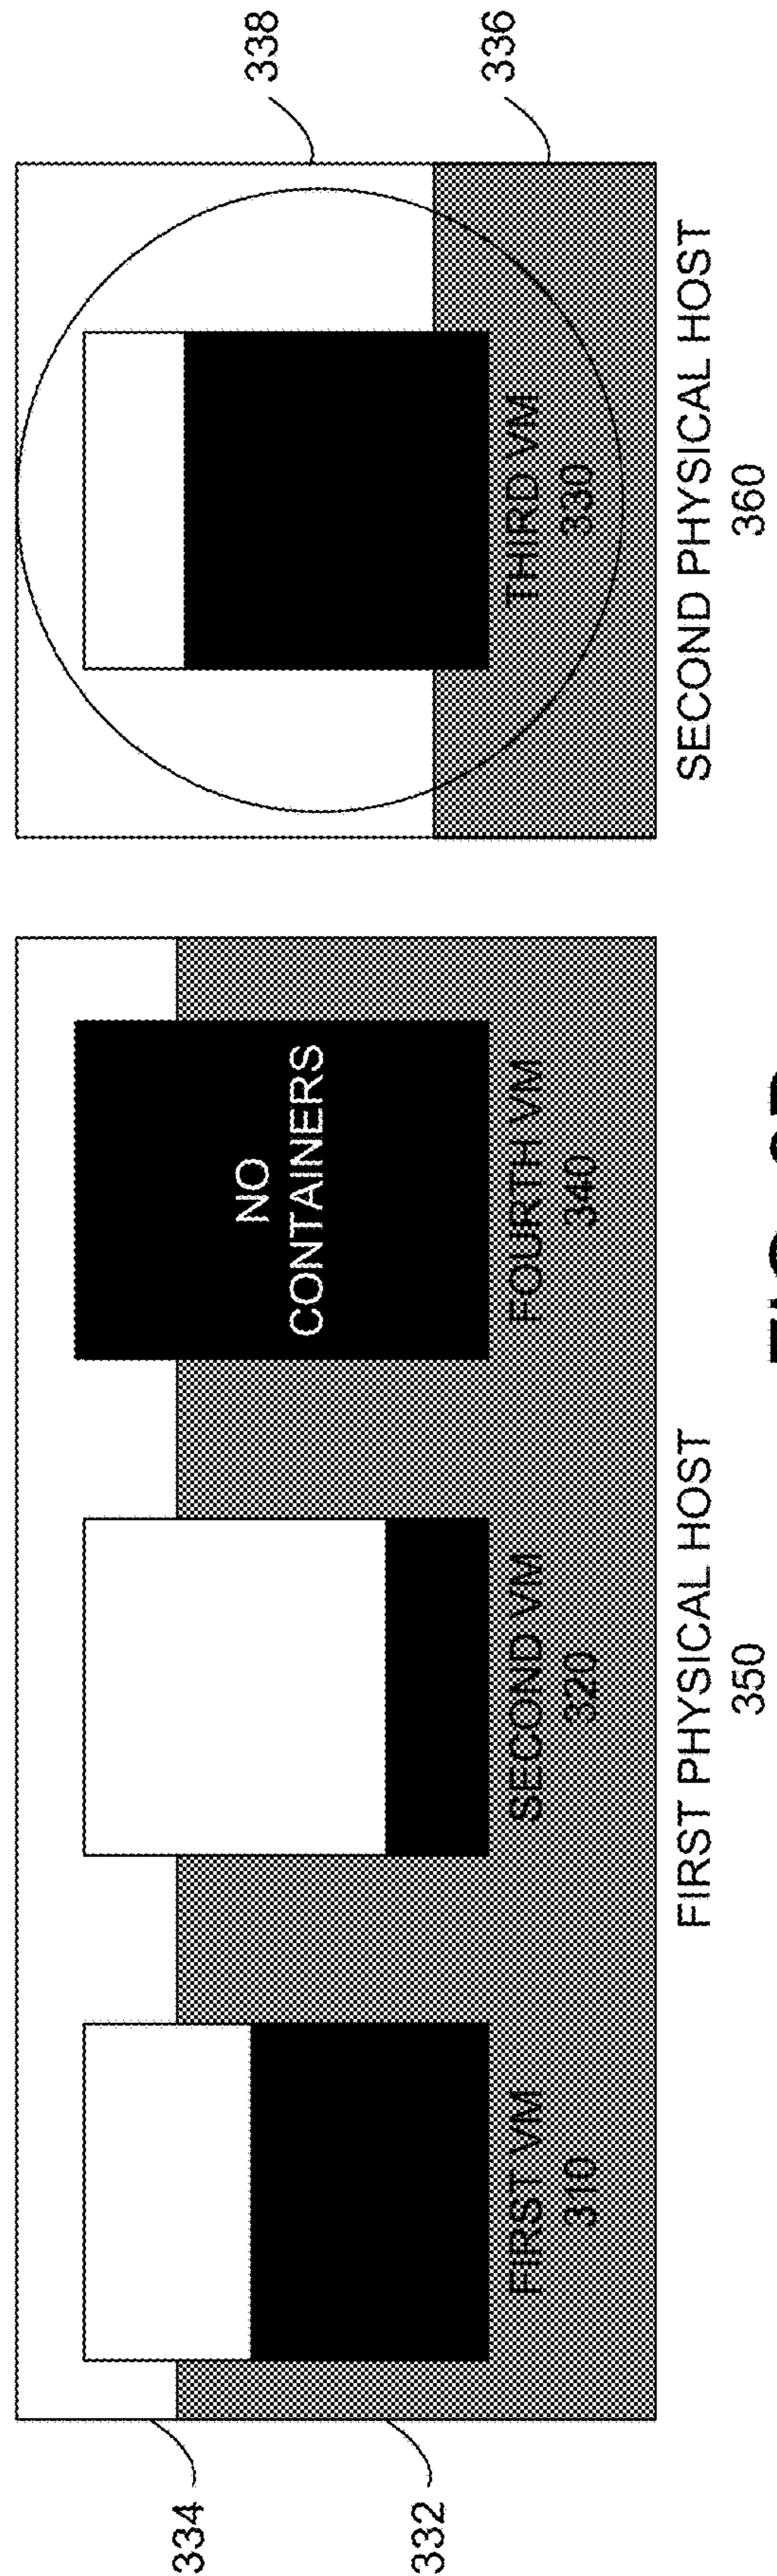 334
332
NO
CONTAINERS
FIRST VM
310
SECOND VM
320
FOURTH VM
340
THIRD VM
330
338
336
FIRST PHYSICAL HOST
350
SECOND PHYSICAL HOST
360